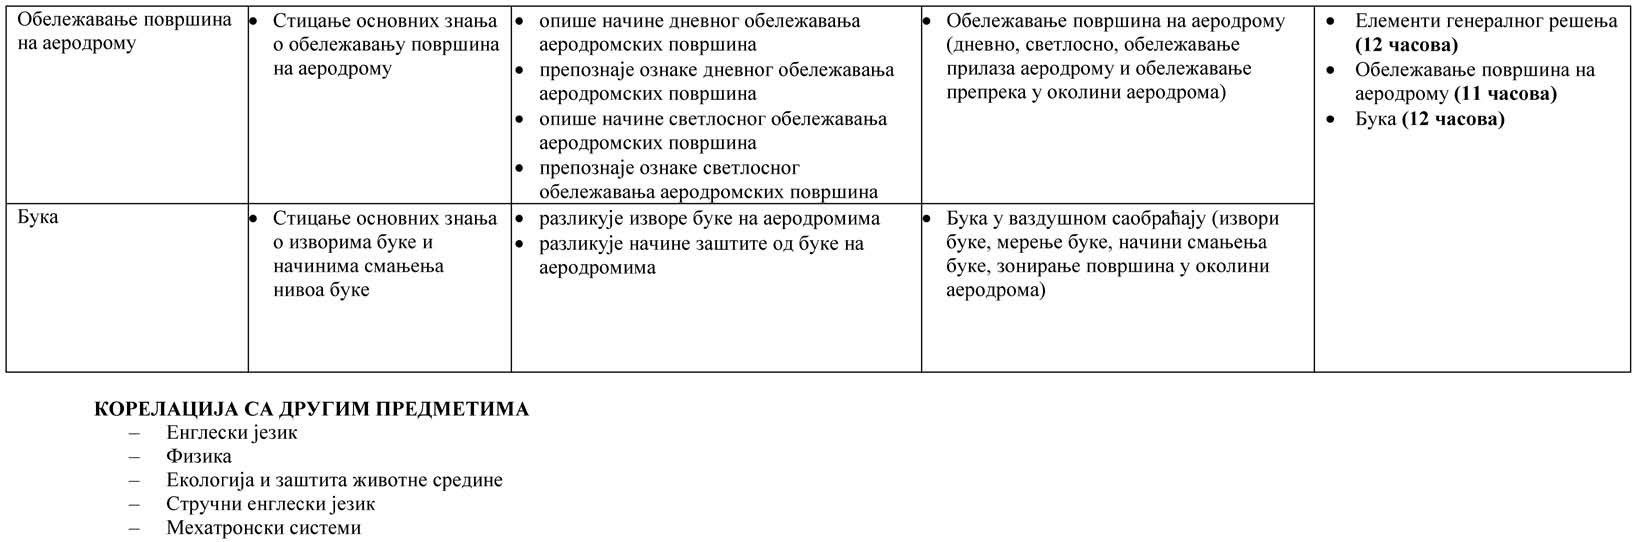 Обележавање површина
на аеродрому
• Стицање основних знања
о обележавању површина
на аеродрому
• опише начине дневног обележавања
аеродромских површина
• препознаје ознаке дневног обележавања
аеродромских површина
• опише начине светлосног обележавања
аеродромских површина
• препознаје ознаке светлосног
обележавања аеродромских површина
• Обележавање површина на аеродрому
(дневно, светлосно, обележавање
прилаза аеродрому и обележавање
препрека у околини аеродрома)
• Елементи генералног решења
(12 часова)
• Обележавање површина на
аеродрому (11 часова)
• Бука (12 часова)
Бука
• Стицање основних знања
о изворима буке и
начинима смањења
нивоа буке
• разликује изворе буке на аеродромима
• разликује начине заштите од буке на
аеродромима
• Бука у ваздушном саобраћају (извори
буке, мерење буке, начини смањења
буке, зонирање површина у околини
аеродрома)
КОРЕЛАЦИЈА СА ДРУГИМ ПРЕДМЕТИМА
– Енглески језик
– Физика
– Екологија и заштита животне средине
– Стручни енглески језик
– Мехатронски системи